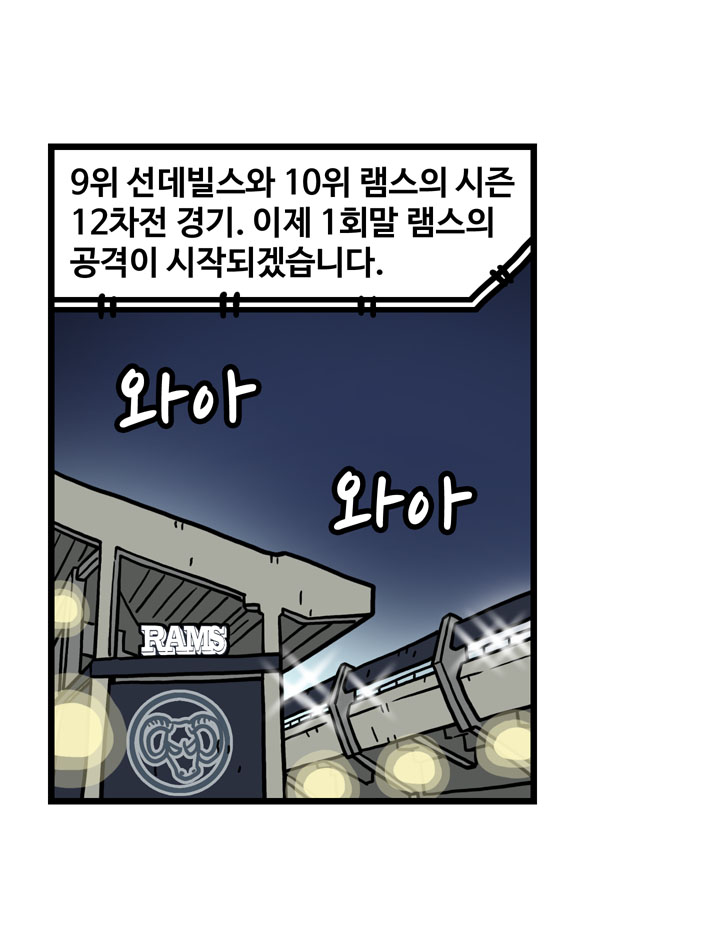 9위 선데빌스와 10위 램스의 시즌
12차전 경기. 이제 1회말 램스의
공격이 시작되겠습니다.
와아
와아
RAMS